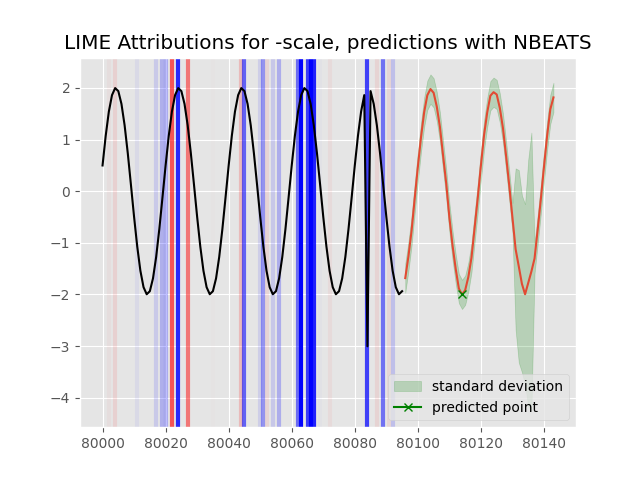 LIME Attributions for -scale, predictions with NBEATS
2
1
0
−1
−2
−3
−4
standard deviation
predicted point
80000 80020 80040 80060 80080 80100 80120 80140